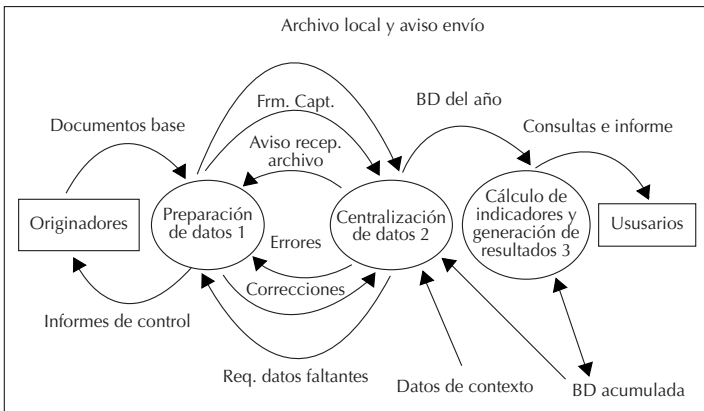 Archivo local y aviso envío
Frm. Capt.
BD del año
Documentos base
Aviso recep.
archivo
Consultas e informe
Originadores
Preparación
de datos 1
Centralización
de datos 2
Cálculo de
indicadores y
generación de
resultados 3
Ususarios
Errores
Correcciones
Informes de control
Req. datos faltantes
Datos de contexto
BD acumulada